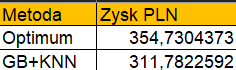 Metoda Zysk PLN
Optimum 354,7304373
GB+KNN 311,7822592